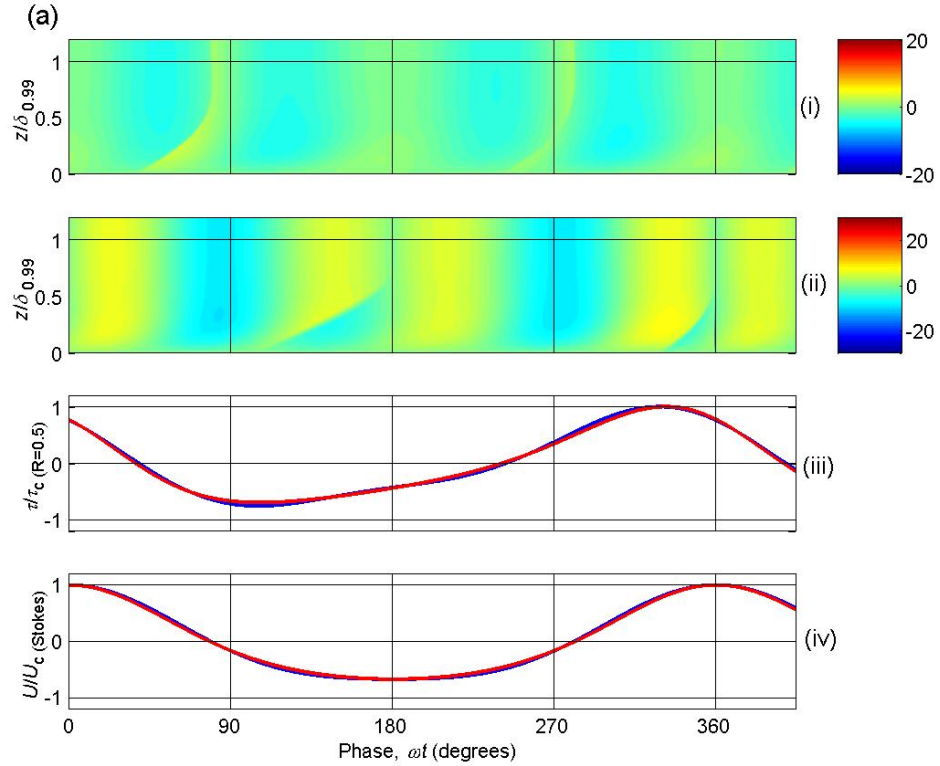 (a)
z/δ0.99
1
0.5
0
(i)
20
0
-20
z/δ0.99
1
0.5
0
(ii)
20
0
-20
τ/τc (R=0.5)
1
0
-1
(iii)
U/Uc (Stokes)
1
0
-1
(iv)
0 90 180 270 360
Phase, ωt (degrees)